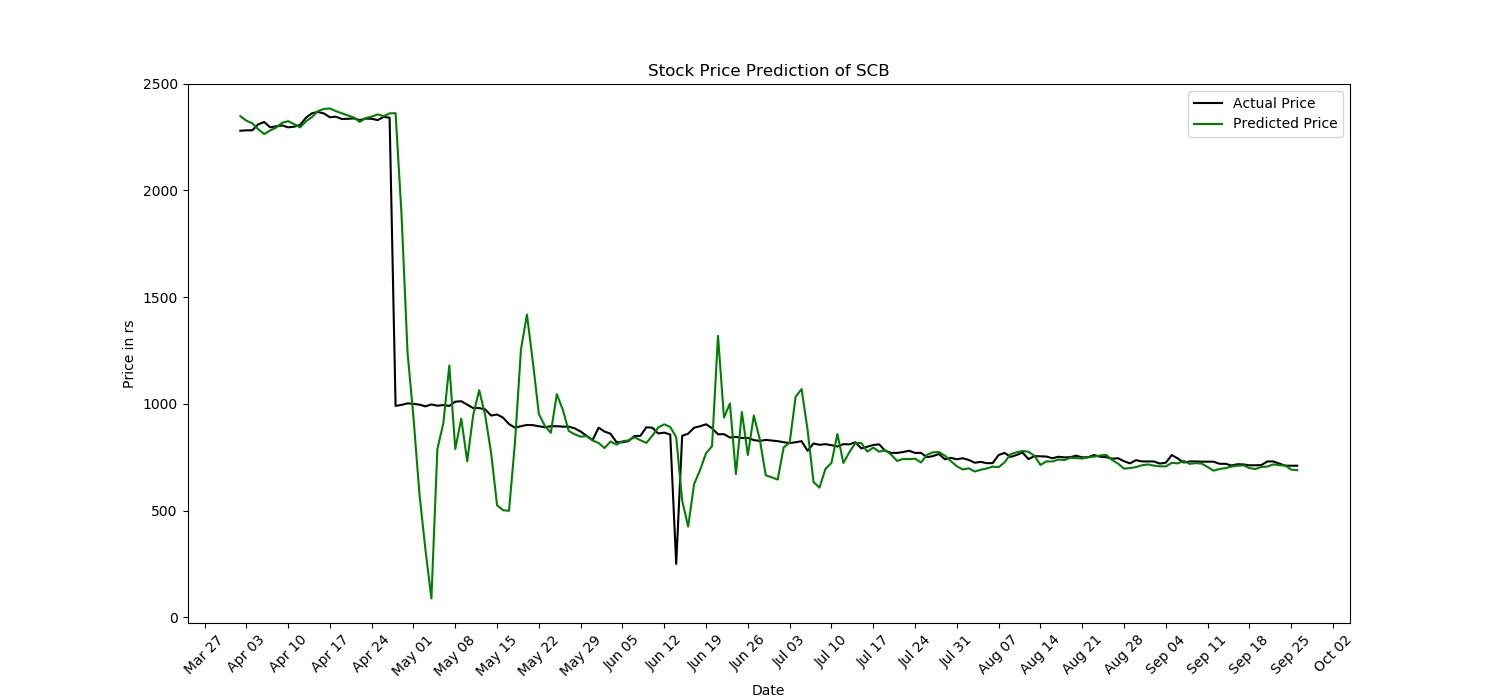 Stock Price Prediction of SCB
Actual Price
Predicted Price
Price in rs
2500
2000
1500
1000
500
0
Mar 27
Apr 03
Apr 10
Apr 17
Apr 24
May 01
May 08
May 15
May 22
May 29
Jun 05
Jun 12
Jun 19
Jun 26
Jul 03
Jul 10
Jul 17
Jul 24
Jul 31
Aug 07
Aug 14
Aug 21
Aug 28
Sep 04
Sep 11
Sep 18
Sep 25
Oct 02
Date